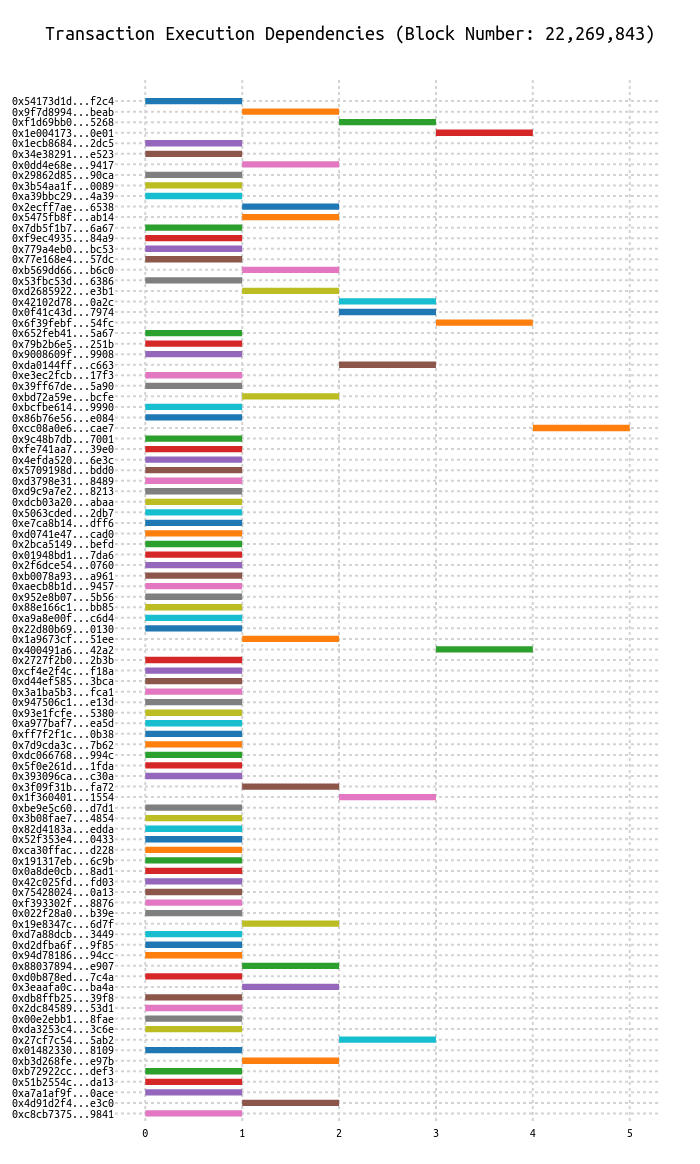 Transaction Execution Dependencies (Block Number: 22,269,843)
0x54173d1d...f2c4
0x9f7d8994...beab
0xf1d69bb0...5268
0x1e004173...0e01
0x1ecb8684...2dc5
0x34e38291...e523
0x0dd4e68e...9417
0x29862d85...90ca
0x3b54aa1f...0089
0xa39bbc29...4a39
0x2ecff7ae...6538
0x5475fb8f...ab14
0x7db5f1b7...6a67
0xf9ec4935...84a9
0x779a4eb0...bc53
0x77e168e4...57dc
0xb569dd66...b6c0
0x53fbc53d...6386
0xd2685922...e3b1
0x42102d78...0a2c
0x0f41c43d...7974
0x6f39febf...54fc
0x652feb41...5a67
0x79b2b6e5...251b
0x9008609f...9908
0xda0144ff...c663
0xe3ec2fcb...17f3
0x39ff67de...5a90
0xbd72a59e...bcfe
0xbcfbe614...9990
0x86b76e56...e084
0xcc08a0e6...cae7
0x9c48b7db...7001
0xfe741aa7...39e0
0x4efda520...6e3c
0x5709198d...bdd0
0xd3798e31...8489
0xd9c9a7e2...8213
0xdcb03a20...abaa
0x5063cded...2db7
0xe7ca8b14...dff6
0xd0741e47...cad0
0x2bca5149...befd
0x01948bd1...7da6
0x2f6dce54...0760
0xb0078a93...a961
0xaecb8b1d...9457
0x952e8b07...5b56
0x88e166c1...bb85
0xa9a8e00f...c6d4
0x22d80b69...0130
0x1a9673cf...51ee
0x400491a6...42a2
0x2727f2b0...2b3b
0xcf4e2f4c...f18a
0xd44ef585...3bca
0x3a1ba5b3...fca1
0x947506c1...e13d
0x93e1fcfe...5380
0xa977baf7...ea5d
0xff7f2f1c...0b38
0x7d9cda3c...7b62
0xdc066768...994c
0x5f0e261d...1fda
0x393096ca...c30a
0x3f09f31b...fa72
0x1f360401...1554
0xbe9e5c60...d7d1
0x3b08fae7...4854
0x82d4183a...edda
0x52f353e4...0433
0xca30ffac...d228
0x191317eb...6c9b
0x0a8de0cb...8ad1
0x42c025fd...fd03
0x75428024...0a13
0xf393302f...8876
0x022f28a0...b39e
0x19e8347c...6d7f
0xd7a88dcb...3449
0xd2dfba6f...9f85
0x94d78186...94cc
0x88037894...e907
0xd0b878ed...7c4a
0x3eaafa0c...ba4a
0xdb8ffb25...39f8
0x2dc84589...53d1
0x00e2ebb1...8fae
0xda3253c4...3c6e
0x27cf7c54...5ab2
0x01482330...8109
0xb3d268fe...e97b
0xb72922cc...def3
0x51b2554c...da13
0xa7a1af9f...0ace
0x4d91d2f4...e3c0
0xc8cb7375...9841
0 1 2 3 4 5